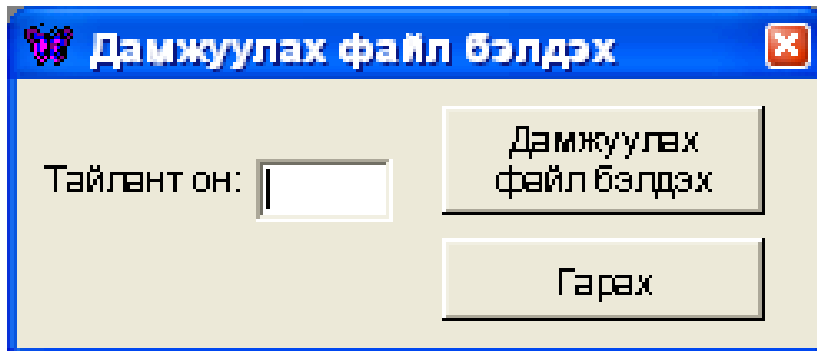 Дамжуулах файл бэлдэх
Тайлант он:
Дамжуулах
файл бэлдэх
Гарах